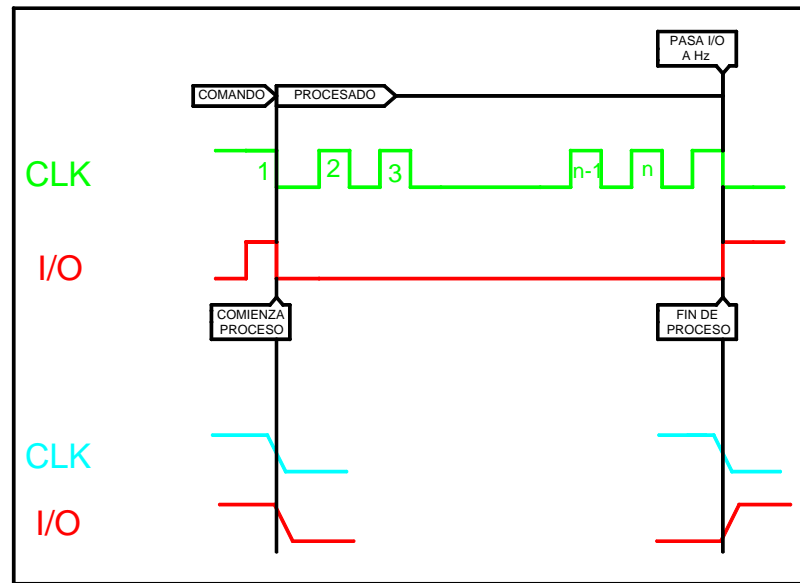 PASA I/O
A Hz
COMANDO
PROCESADO
CLK
1
2
3
n-1
n
I/O
COMIENZA
PROCESO
FIN DE
PROCESO
CLK
I/O